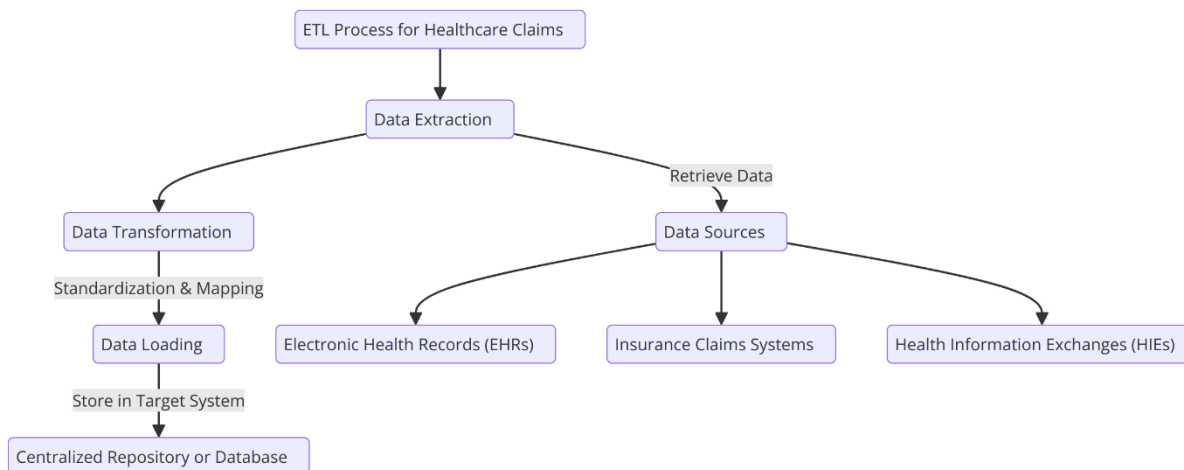 ETL Process for Healthcare Claims
Data Extraction
Retrieve Data
Data Transformation
Data Sources
Standardization & Mapping
Data Loading
Electronic Health Records (EHRs)
Insurance Claims Systems
Health Information Exchanges (HIEs)
Store in Target System
Centralized Repository or Database